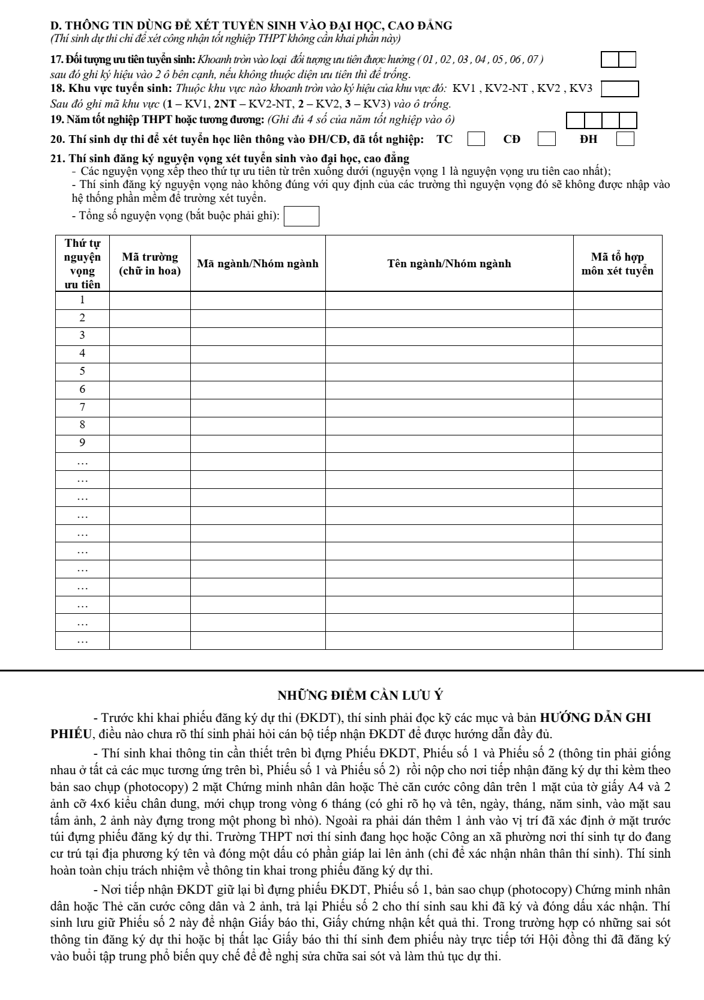 D. THÔNG TIN DÙNG ĐỂ XÉT TUYỂN SINH VÀO ĐẠI HỌC, CAO ĐẲNG
(Thí sinh dự thi chỉ để xét công nhận tốt nghiệp THPT không cần khai phần này)
17. Đối tượng ưu tiên tuyển sinh: Khoanh tròn vào loại đối tượng ưu tiên được hưởng ( 01 , 02 , 03 , 04 , 05 , 06 , 07 )
sau đó ghi ký hiệu vào 2 ô bên cạnh, nếu không thuộc diện ưu tiên thì để trống.
18. Khu vực tuyển sinh: Thuộc khu vực nào khoanh tròn vào ký hiệu của khu vực đó: KV1 , KV2-NT , KV2 , KV3
Sau đó ghi mã khu vực (1 – KV1, 2NT – KV2-NT, 2 – KV2, 3 – KV3) vào ô trống.
19. Năm tốt nghiệp THPT hoặc tương đương: (Ghi đủ 4 số của năm tốt nghiệp vào ô)
20. Thí sinh dự thi để xét tuyển học liên thông vào ĐH/CĐ, đã tốt nghiệp: TC CĐ ĐH
21. Thí sinh đăng ký nguyện vọng xét tuyển sinh vào đại học, cao đẳng
- Các nguyện vọng xếp theo thứ tự ưu tiên từ trên xuống dưới (nguyện vọng 1 là nguyện vọng ưu tiên cao nhất);
- Thí sinh đăng ký nguyện vọng nào không đúng với quy định của các trường thì nguyện vọng đó sẽ không được nhập vào
hệ thống phần mềm để trường xét tuyển.
- Tổng số nguyện vọng (bắt buộc phải ghi):
Thứ tự
nguyện
vọng
ưu tiên
Mã trường
(chữ in hoa)
Mã ngành/Nhóm ngành
Tên ngành/Nhóm ngành
Mã tổ hợp
môn xét tuyển
1
2
3
4
5
6
7
8
9
…
…
…
…
…
…
…
…
…
…
…
NHỮNG ĐIỂM CẦN LƯU Ý
- Trước khi khai phiếu đăng ký dự thi (ĐKDT), thí sinh phải đọc kỹ các mục và bản HƯỚNG DẪN GHI
PHIẾU, điều nào chưa rõ thí sinh phải hỏi cán bộ tiếp nhận ĐKDT để được hướng dẫn đầy đủ.
- Thí sinh khai thông tin cần thiết trên bì đựng Phiếu ĐKDT, Phiếu số 1 và Phiếu số 2 (thông tin phải giống
nhau ở tất cả các mục tương ứng trên bì, Phiếu số 1 và Phiếu số 2) rồi nộp cho nơi tiếp nhận đăng ký dự thi kèm theo
bản sao chụp (photocopy) 2 mặt Chứng minh nhân dân hoặc Thẻ căn cước công dân trên 1 mặt của tờ giấy A4 và 2
ảnh cỡ 4x6 kiểu chân dung, mới chụp trong vòng 6 tháng (có ghi rõ họ và tên, ngày, tháng, năm sinh, vào mặt sau
tấm ảnh, 2 ảnh này đựng trong một phong bì nhỏ). Ngoài ra phải dán thêm 1 ảnh vào vị trí đã xác định ở mặt trước
túi đựng phiếu đăng ký dự thi. Trường THPT nơi thí sinh đang học hoặc Công an xã phường nơi thí sinh tự do đang
cư trú tại địa phương ký tên và đóng một dấu có phần giáp lai lên ảnh (chỉ để xác nhận nhân thân thí sinh). Thí sinh
hoàn toàn chịu trách nhiệm về thông tin khai trong phiếu đăng ký dự thi.
- Nơi tiếp nhận ĐKDT giữ lại bì đựng phiếu ĐKDT, Phiếu số 1, bản sao chụp (photocopy) Chứng minh nhân
dân hoặc Thẻ căn cước công dân và 2 ảnh, trả lại Phiếu số 2 cho thí sinh sau khi đã ký và đóng dấu xác nhận. Thí
sinh lưu giữ Phiếu số 2 này để nhận Giấy báo thi, Giấy chứng nhận kết quả thi. Trong trường hợp có những sai sót
thông tin đăng ký dự thi hoặc bị thất lạc Giấy báo thi thí sinh đem phiếu này trực tiếp tới Hội đồng thi đã đăng ký
vào buổi tập trung phổ biến quy chế để đề nghị sửa chữa sai sót và làm thủ tục dự thi.